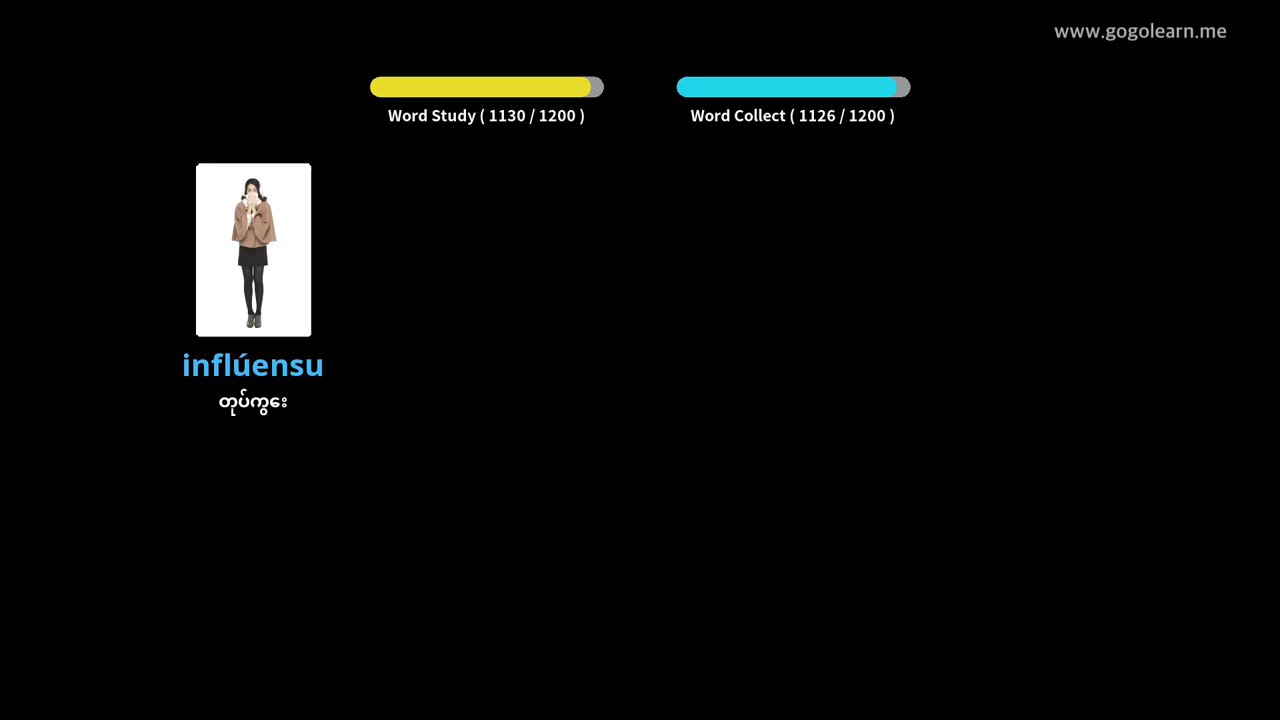 www.gogolearn.me
Word Study ( 1130 / 1200 )
Word Collect ( 1126 / 1200 )
inflúensu
တုပ်ကွေး